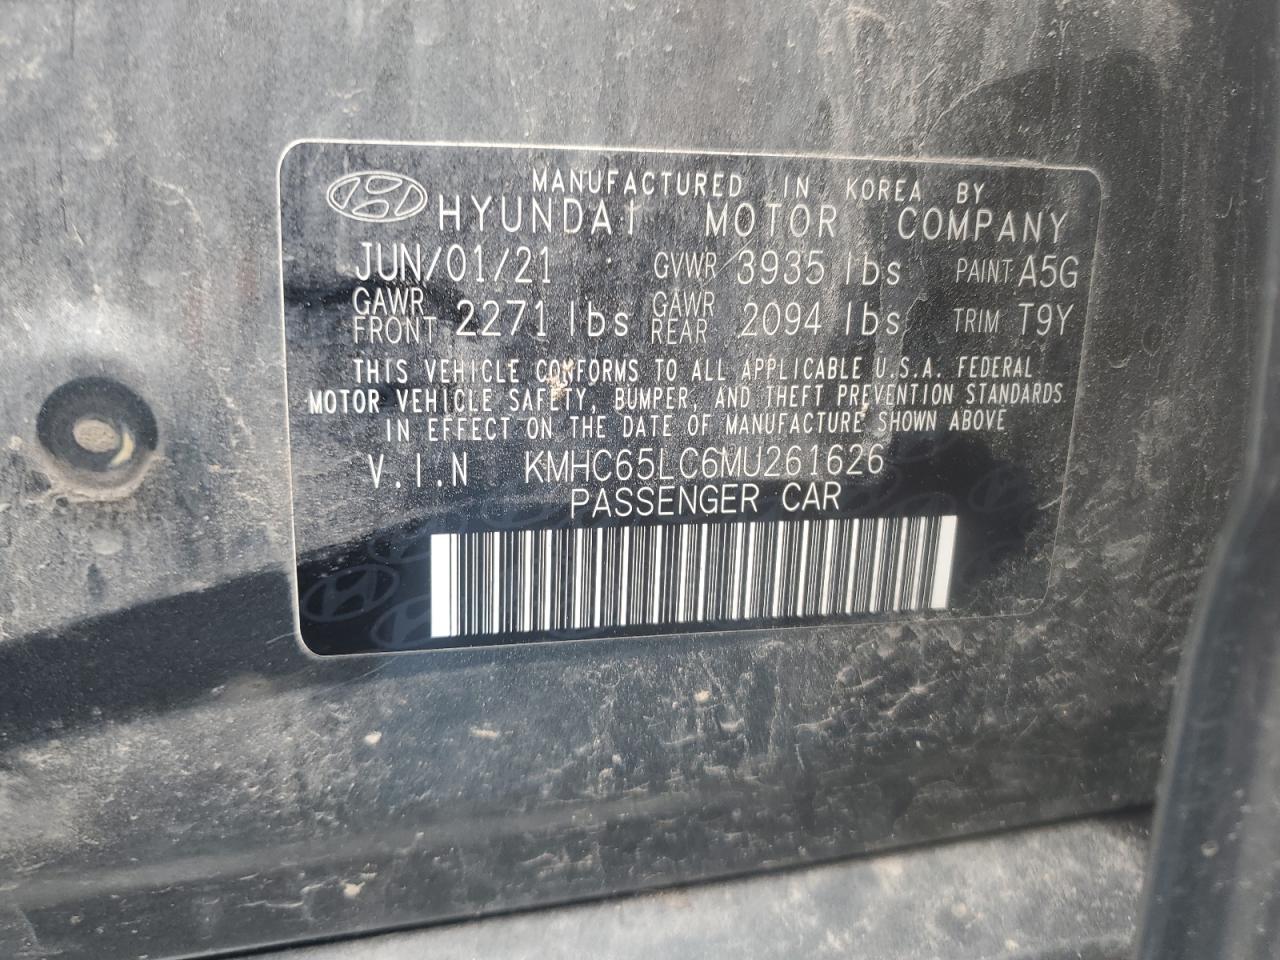 MANUFACTURED IN KOREA BY
HYUNDAI MOTOR COMPANY
JUN/01/21 GVWR 3935 lbs PAINT A5G
GAWR FRONT 2271 lbs GAWR REAR 2094 lbs TRIM T9Y
THIS VEHICLE CONFORMS TO ALL APPLICABLE U.S.A. FEDERAL
MOTOR VEHICLE SAFETY, BUMPER, AND THEFT PREVENTION STANDARDS
IN EFFECT ON THE DATE OF MANUFACTURE SHOWN ABOVE
V.I.N KMHC65LC6MU261626
PASSENGER CAR